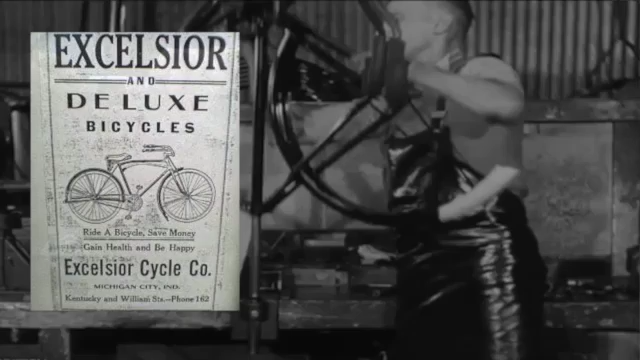 EXCELSIOR
AND
DE LUXE
BICYCLES
Ride A Bicycle, Save Money
Gain Health and Be Happy
Excelsior Cycle Co.
MICHIGAN CITY, IND.
Kentucky and William Sts.—Phone 162